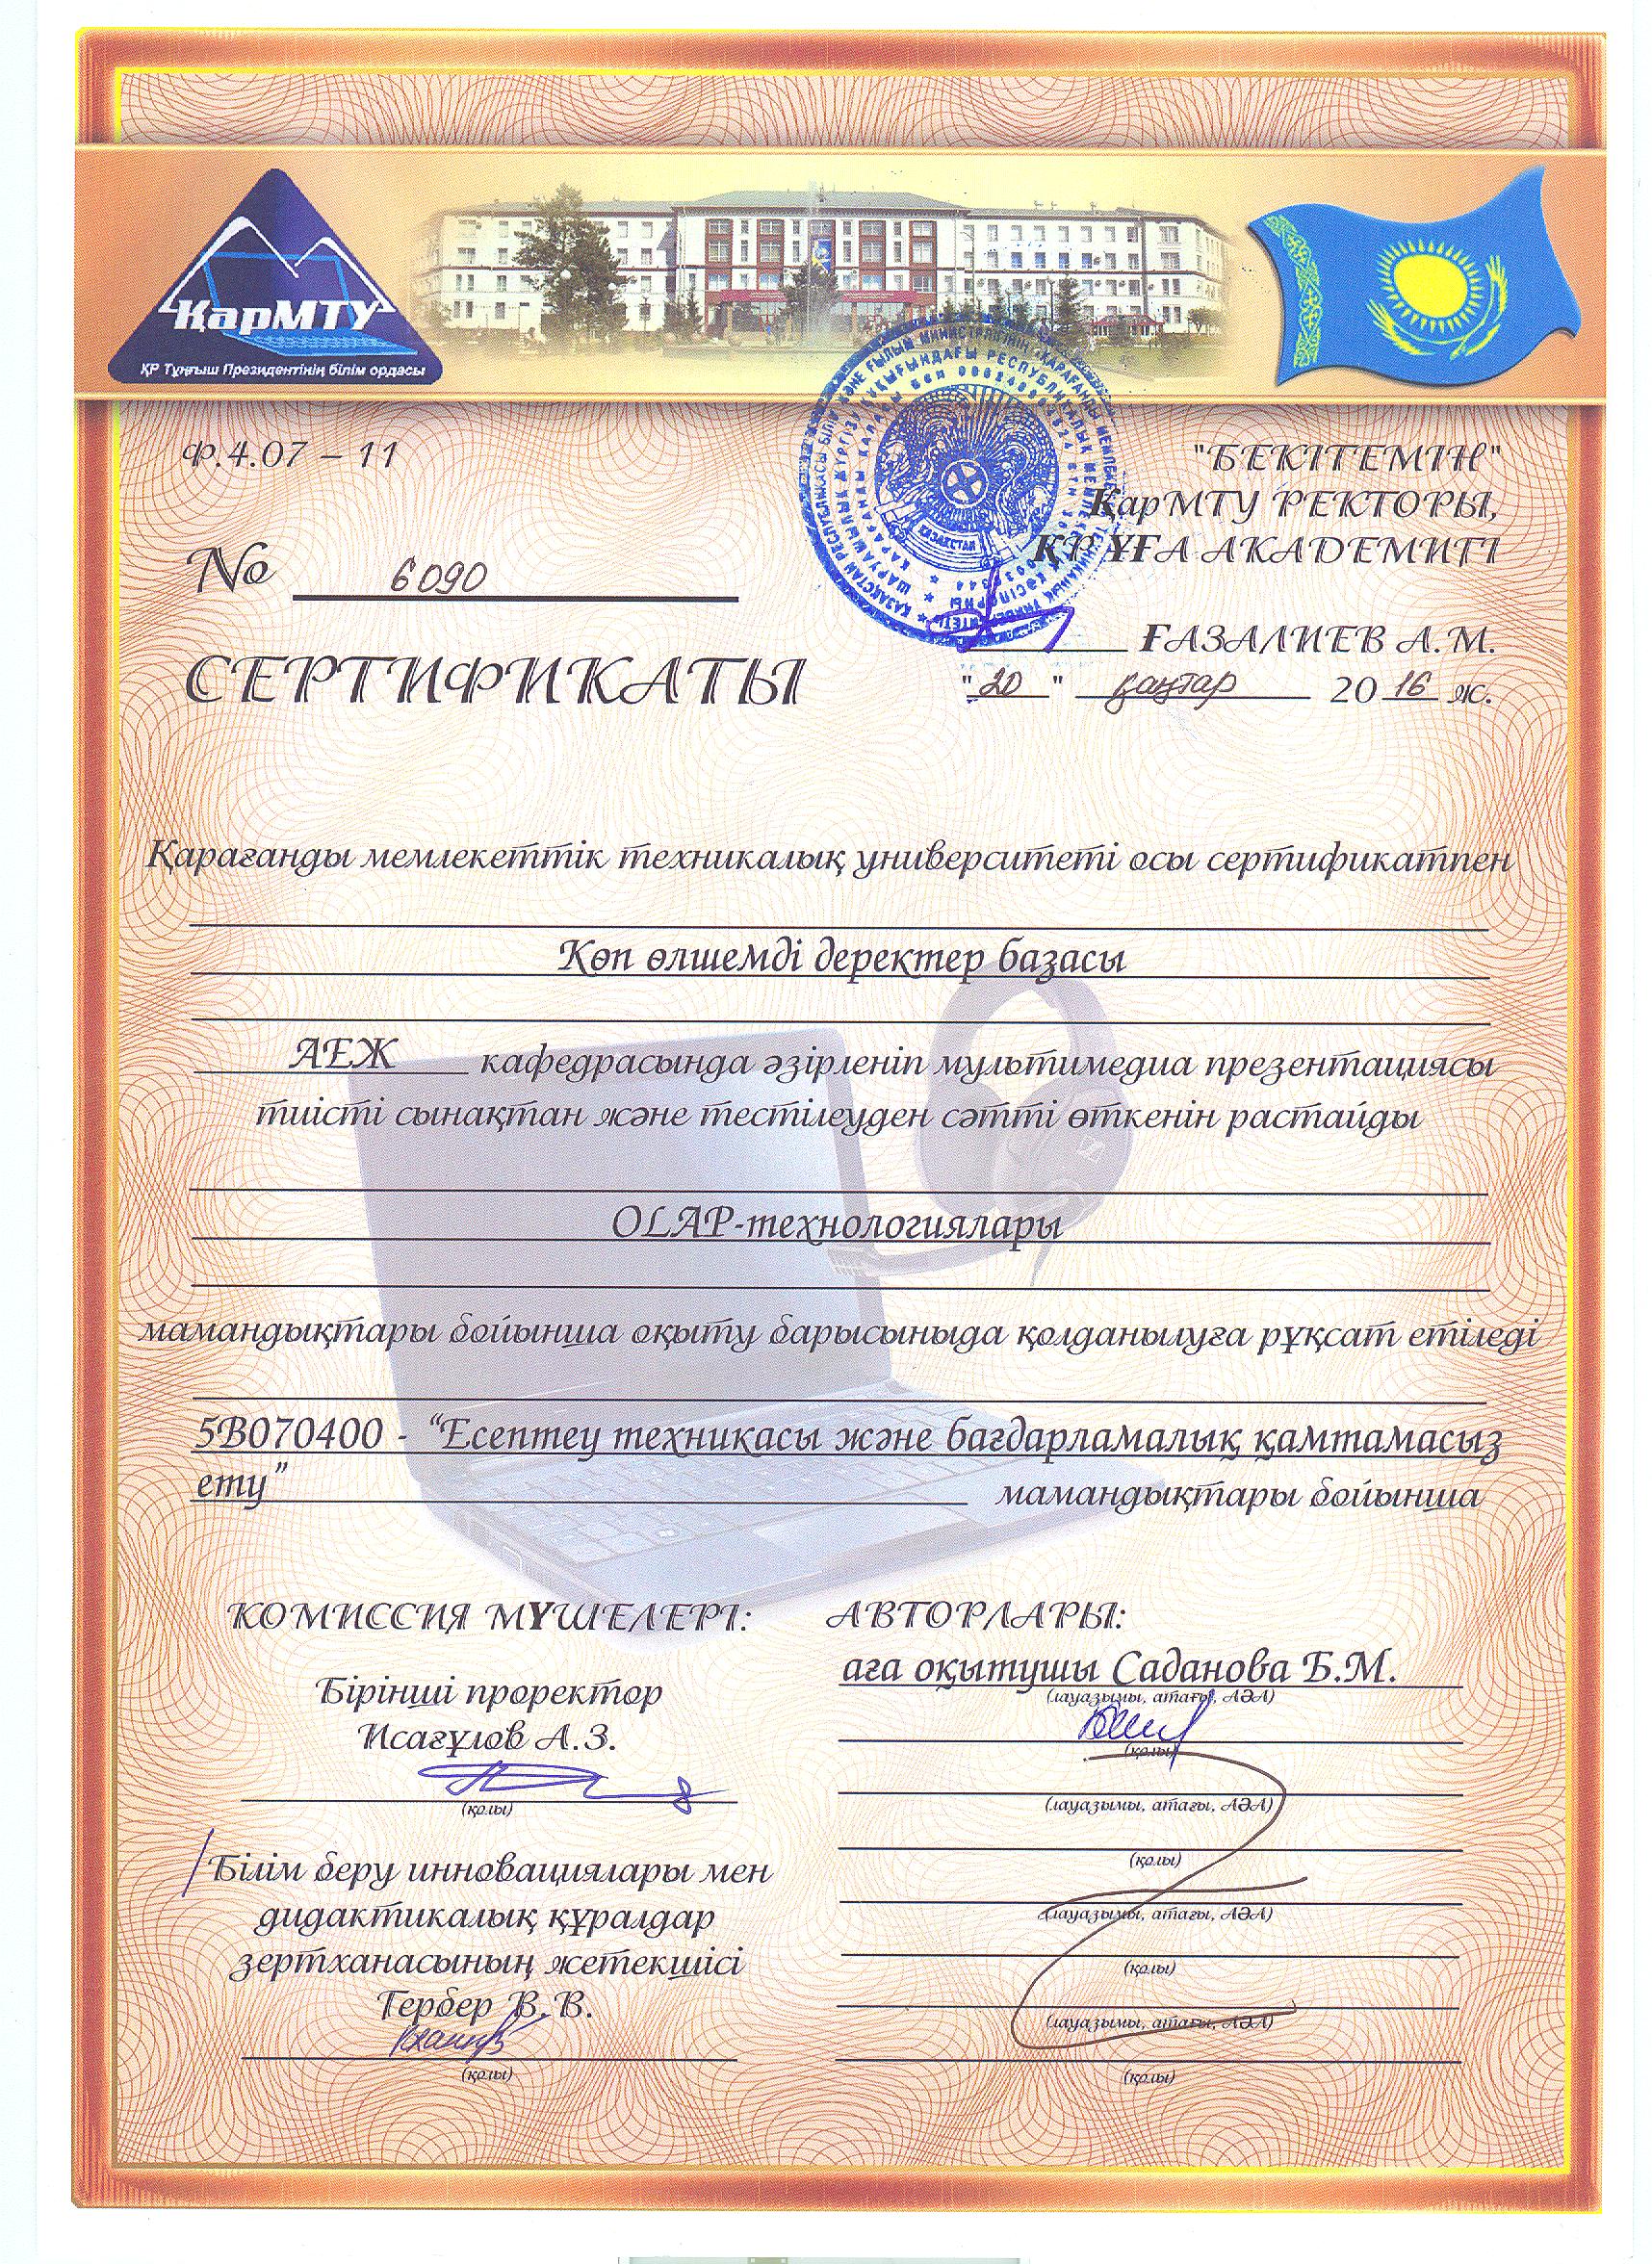 ҚарМТУ
ҚР Тұңғыш Президентінің білім ордасы
Ф.4.07 – 11
"БЕКІТЕМІН"
ҚарМТУ РЕКТОРЫ,
ҚР ҰҒА АКАДЕМИГІ
№ 6090
ҒАЗАЛИЕВ А.М.
СЕРТИФИКАТЫ
"20" қаңтар 2016 ж.
Қарағанды мемлекеттік техникалық университеті осы сертификатпен
Көп өлшемді деректер базасы
АЕЖ кафедрасында әзірленіп мультимедиа презентациясы
тиісті сынақтан және тестілеуден сәтті өткенін растайды
OLAP-технологиялары
мамандықтары бойынша оқыту барысыныда қолданылуға рұқсат етіледі
5B070400 - “Есептеу техникасы және бағдарламалық қамтамасыз
ету” мамаңдықтары бойынша
КОМИССИЯ МҮШЕЛЕРІ:
Бірінші проректор
Исағұлов А.З.
(қолы)
Білім беру инновациялары мен
дидактикалық құралдар
зертханасының жетекшісі
Гербер В.В.
(қолы)
АВТОРЛАРЫ:
аға оқытушы Саданова Б.М.
(лауазымы, атағы, АӘА)
(қолы)
(лауазымы, атағы, АӘА)
(қолы)
(лауазымы, атағы, АӘА)
(қолы)
(лауазымы, атағы, АӘА)
(қолы)